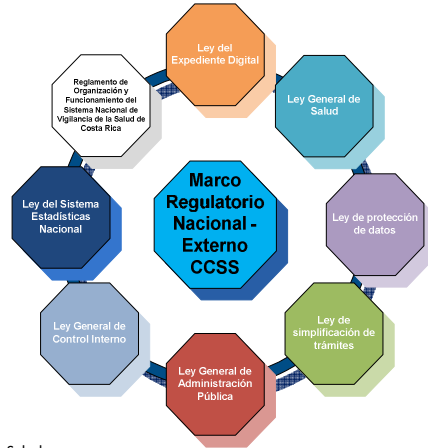 Ley del
Expediente Digital
Ley General de
Salud
Ley de protección
de datos
Ley de
simplificación de
trámites
Ley General de
Administración
Pública
Ley General de
Control Interno
Ley del Sistema
Estadísticas
Nacional
Reglamento de
Organización y
Funcionamiento del
Sistema Nacional de
Vigilancia de la Salud de
Costa Rica
Marco
Regulatorio
Nacional -
Externo
CCSS